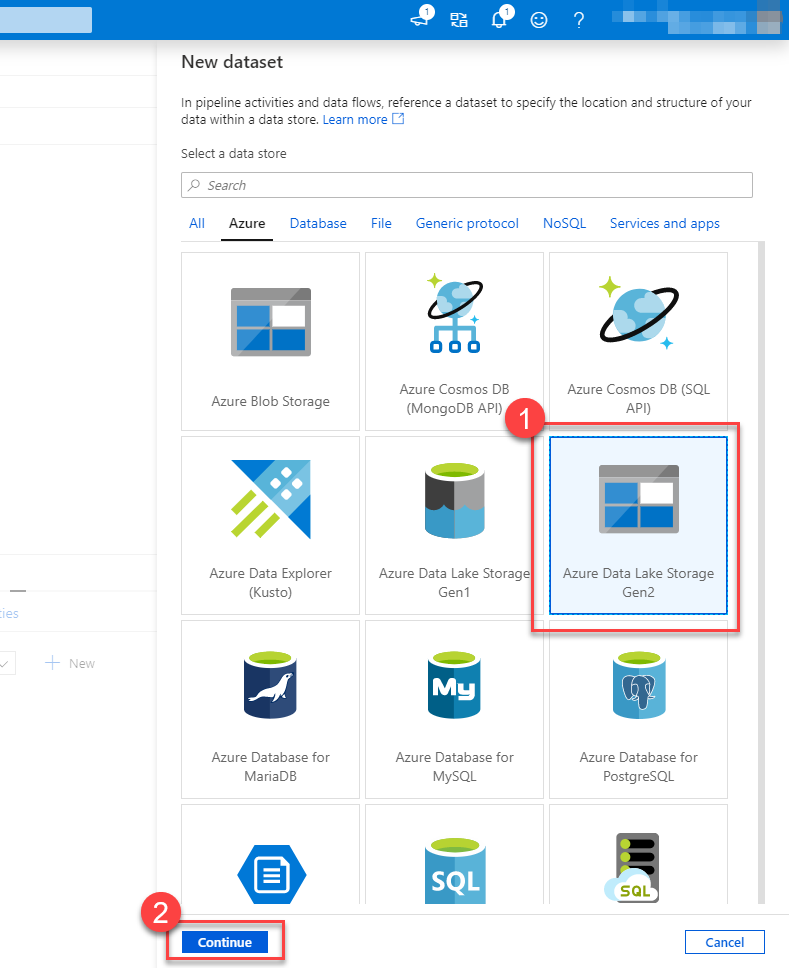 1
1
?
New dataset
In pipeline activities and data flows, reference a dataset to specify the location and structure of your
data within a data store. Learn more
Select a data store
Search
All Azure Database File Generic protocol NoSQL Services and apps
Azure Blob Storage
Azure Cosmos DB
(MongoDB API)
Azure Cosmos DB (SQL
API)
1
Azure Data Explorer
(Kusto)
Azure Data Lake Storage
Gen1
Azure Data Lake Storage
Gen2
ties
New
My
Azure Database for
MariaDB
Azure Database for
MySQL
Azure Database for
PostgreSQL
SQL
SQL
2
Continue
Cancel